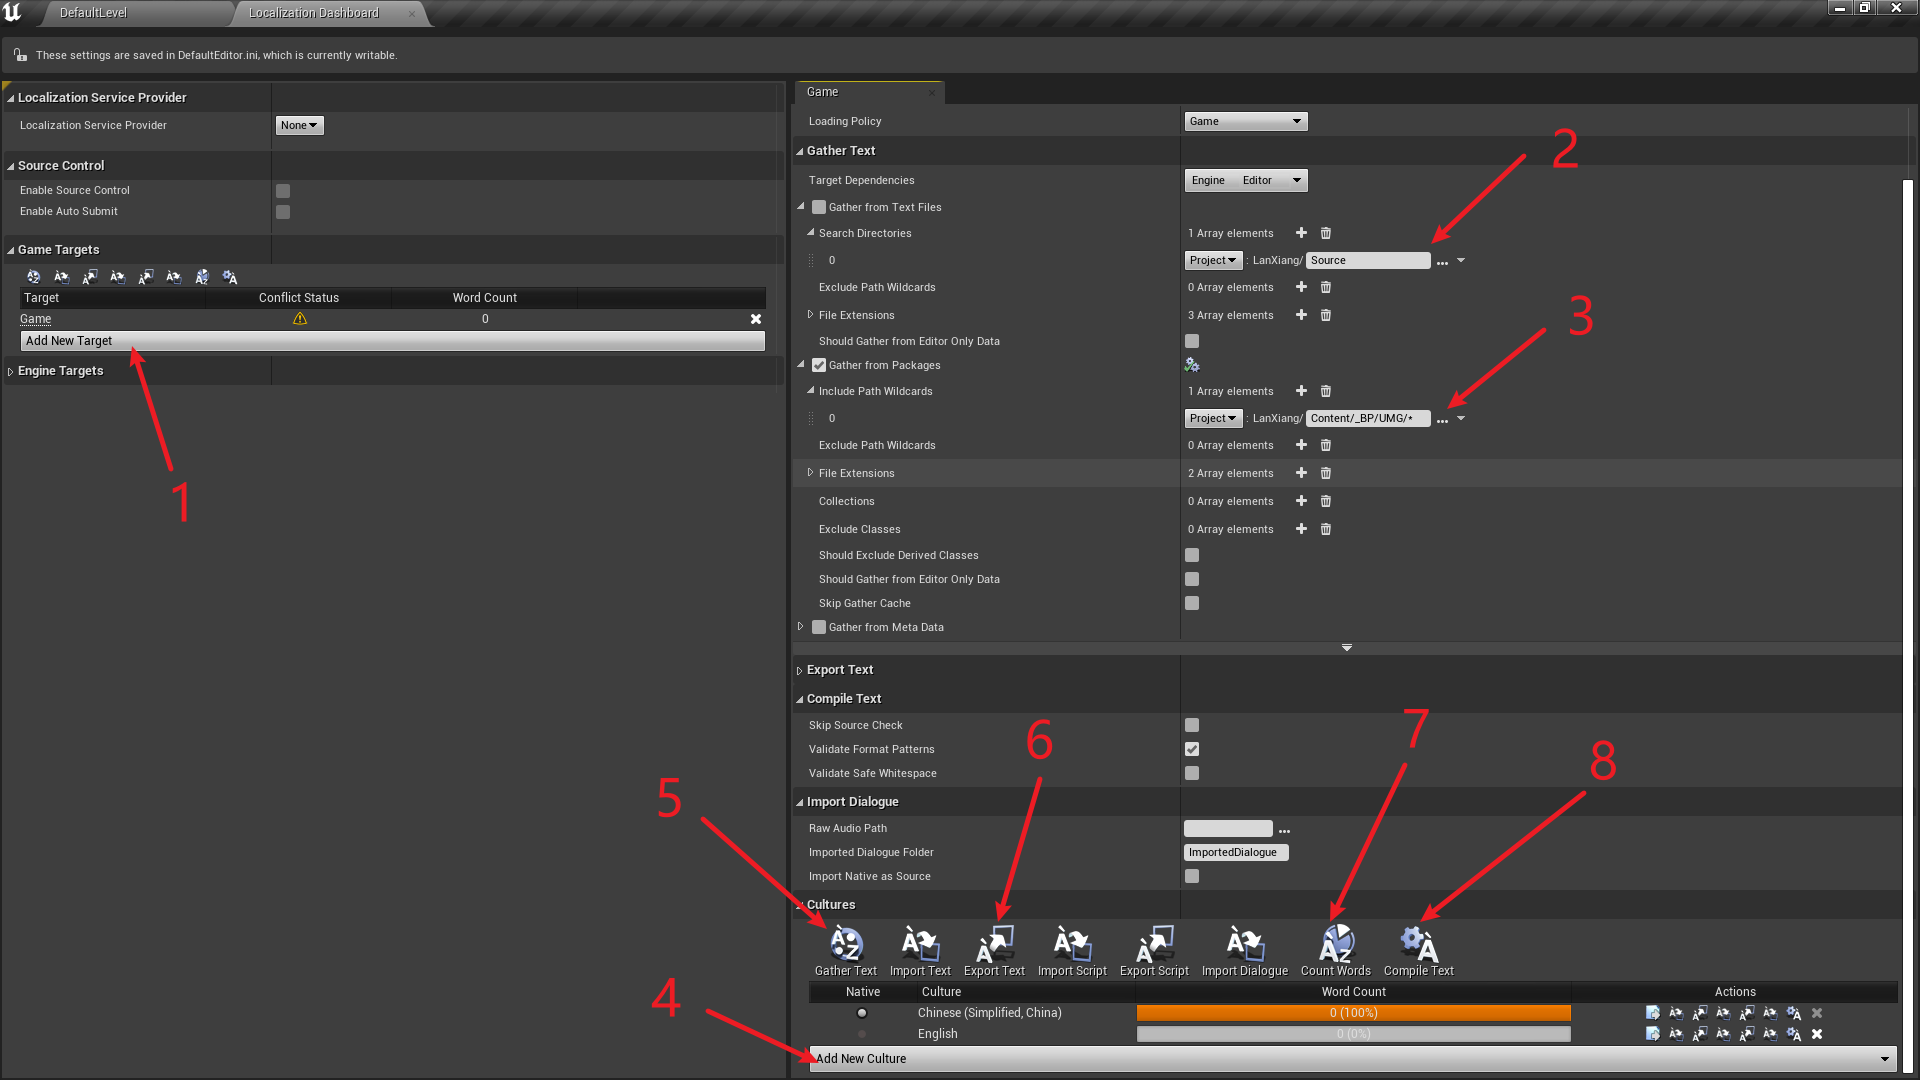 DefaultLevel
Localization Dashboard
These settings are saved in DefaultEditor.ini, which is currently writable.
Localization Service Provider
Localization Service Provider None
Source Control
Enable Source Control
Enable Auto Submit
Game Targets
Target Conflict Status Word Count
Game 0
Add New Target
Engine Targets
1
Game
Loading Policy Game
Gather Text
2
Target Dependencies Engine Editor
Gather from Text Files
Search Directories 1 Array elements
0 Project : LanXiang/ Source
Exclude Path Wildcards 0 Array elements
File Extensions 3 Array elements
3
Should Gather from Editor Only Data
Gather from Packages
Include Path Wildcards 1 Array elements
0 Project : LanXiang/ Content/_BP/UMG/*
Exclude Path Wildcards 0 Array elements
File Extensions 2 Array elements
Collections 0 Array elements
Exclude Classes 0 Array elements
Should Exclude Derived Classes
Should Gather from Editor Only Data
Skip Gather Cache
Gather from Meta Data
Export Text
Compile Text
Skip Source Check
Validate Format Patterns
Validate Safe Whitespace
6
7
8
5
Import Dialogue
Raw Audio Path
Imported Dialogue Folder ImportedDialogue
Import Native as Source
Cultures
Gather Text Import Text Export Text Import Script Export Script Import Dialogue Count Words Compile Text
Native Culture Word Count Actions
4
Chinese (Simplified, China) 0 (100%)
English 0 (0%)
Add New Culture